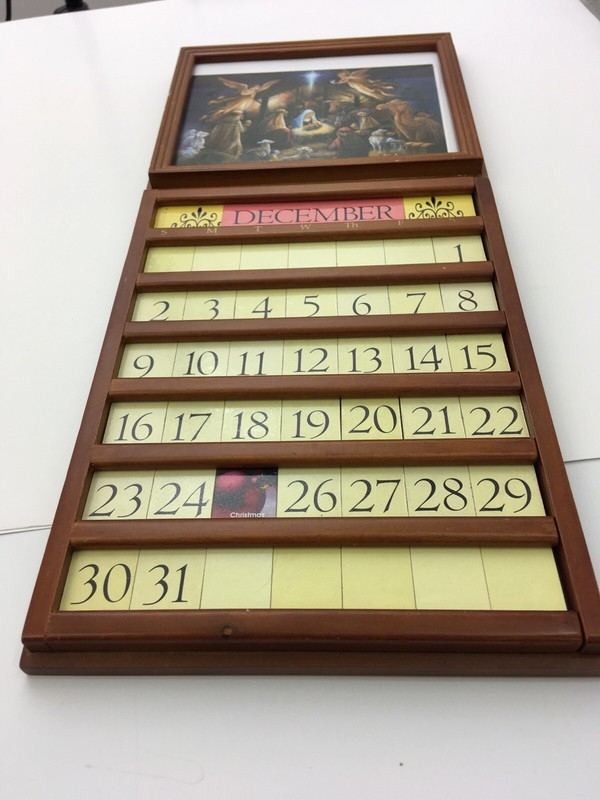 DECEMBER
S M T W Th F
1
2 3 4 5 6 7 8
9 10 11 12 13 14 15
16 17 18 19 20 21 22
23 24 Christmas 26 27 28 29
30 31